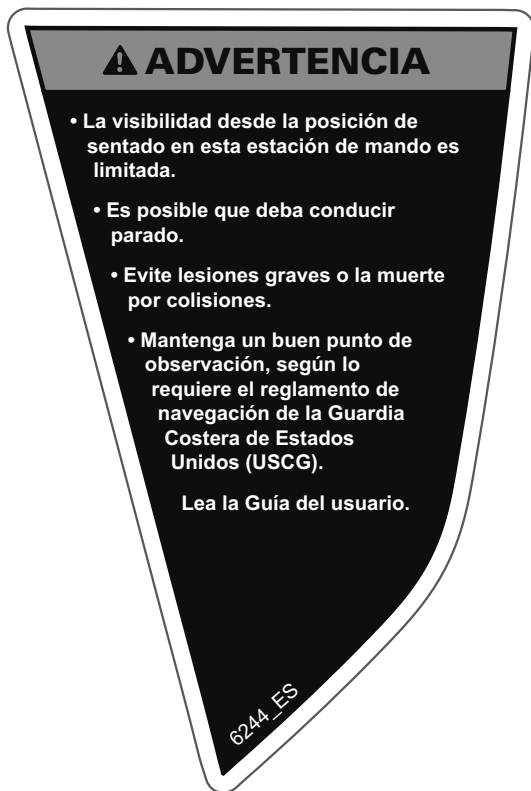 ADVERTENCIA
• La visibilidad desde la posición de
sentado en esta estación de mando es
limitada.
• Es posible que deba conducir
parado.
• Evite lesiones graves o la muerte
por colisiones.
• Mantenga un buen punto de
observación, según lo
requiere el reglamento de
navegación de la Guardia
Costera de Estados
Unidos (USCG).
Lea la Guía del usuario.
6244_ES